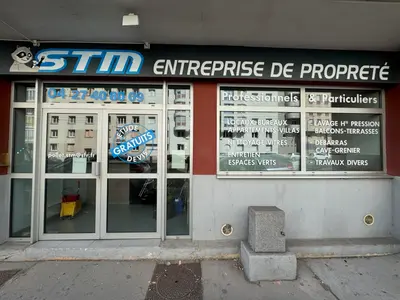 STM ENTREPRISE DE PROPRETÉ
Professionnels & Particuliers
ETUDE
GRATUITS
DEVIS
LOCAUX-BUREAUX
APPARTEMENTS-VILLAS
NETTOYAGE VITRES
ENTRETIEN
ESPACES VERTS
LAVAGE Hte PRESSION
BALCONS-TERRASSES
DÉBARRAS
CAVE-GRENIER
TRAVAUX DIVERS